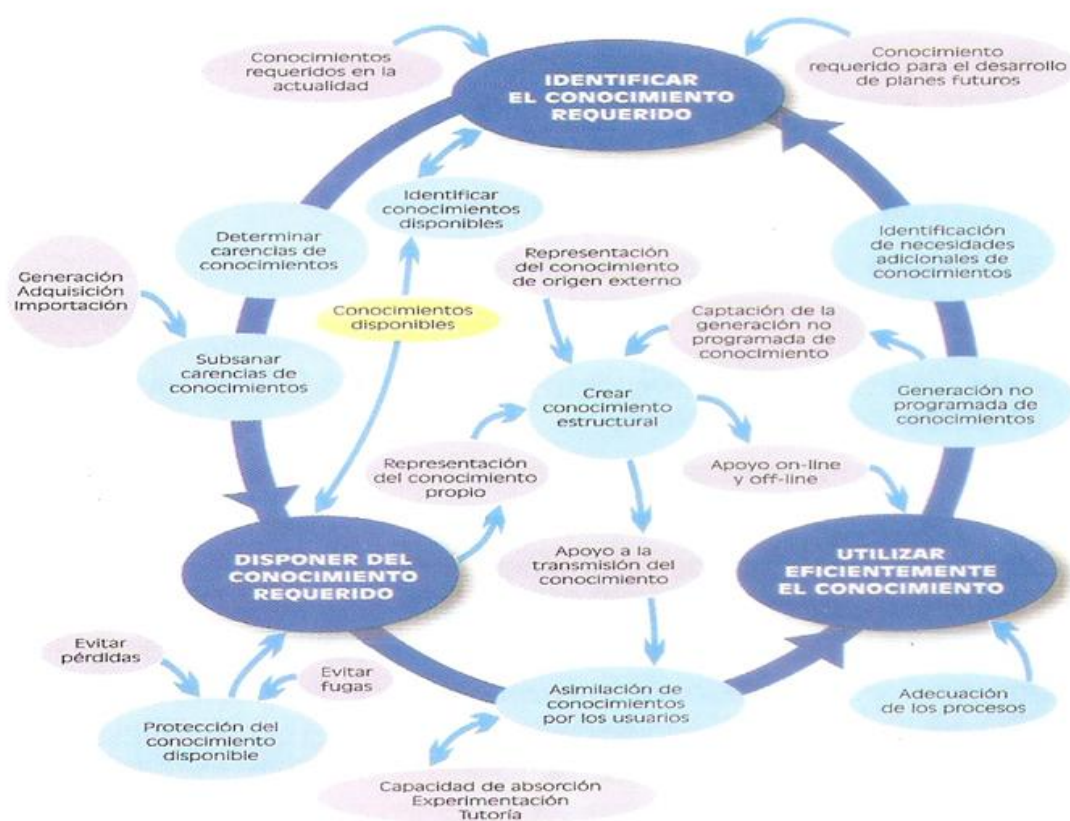 Conocimientos
requeridos en la
actualidad
IDENTIFICAR
EL CONOCIMIENTO
REQUERIDO
Conocimiento
requerido para el desarrollo
de planes futuros
Identificar
conocimientos
disponibles
Determinar
carencias de
conocimientos
Identificación
de necesidades
adicionales de
conocimientos
Generación
Adquisición
Importación
Representación
del conocimiento
de origen externo
Conocimientos
disponibles
Captación de la
generación no
programada de
conocimiento
Subsanar
carencias de
conocimientos
Crear
conocimiento
estructural
Generación no
programada de
conocimientos
Representación
del conocimiento
propio
Apoyo on-line
y off-line
DISPONER DEL
CONOCIMIENTO
REQUERIDO
Apoyo a la
transmisión del
conocimiento
UTILIZAR
EFICIENTEMENTE
EL CONOCIMIENTO
Evitar
pérdidas
Evitar
fugas
Asimilación de
conocimientos
por los usuarios
Adecuación
de los procesos
Protección del
conocimiento
disponible
Capacidad de absorción
Experimentación
Tutoría